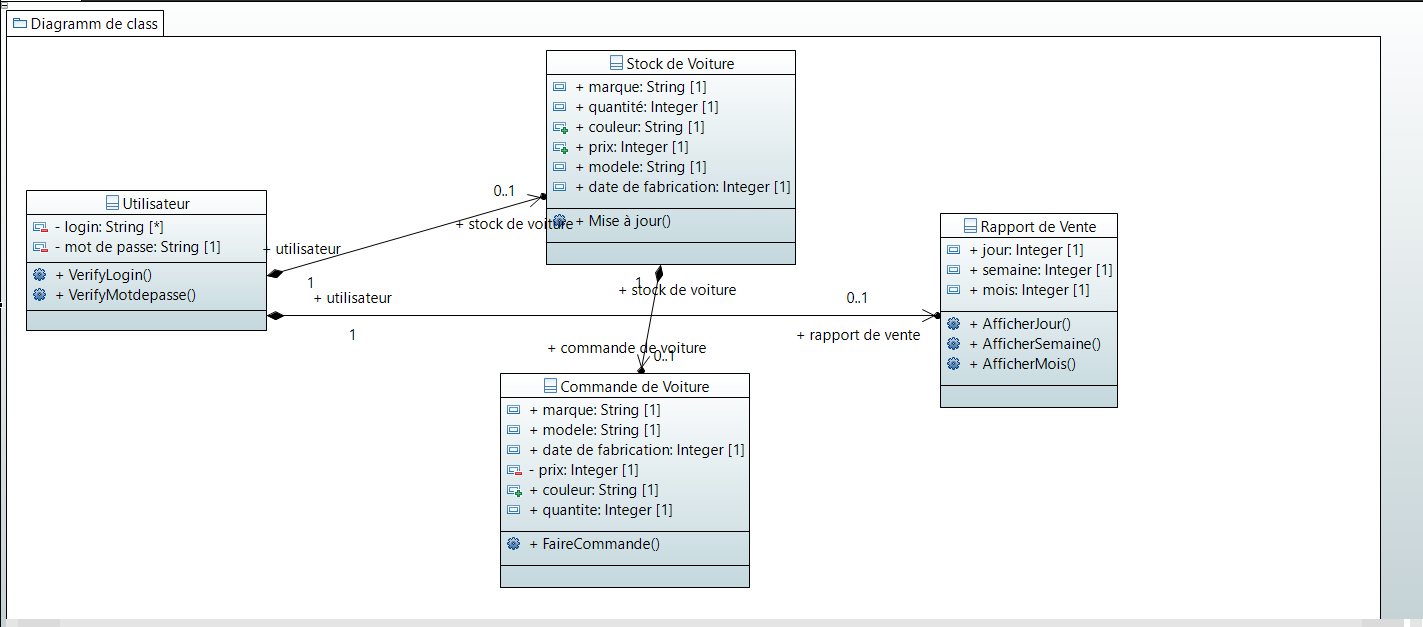 Diagramm de class
Stock de Voiture
+ marque: String [1]
+ quantité: Integer [1]
+ couleur: String [1]
+ prix: Integer [1]
+ modele: String [1]
+ date de fabrication: Integer [1]
+ Mise à jour()
Utilisateur
- login: String [*]
- mot de passe: String [1]
+ VerifyLogin()
+ VerifyMotdepasse()
0..1
+ stock de voiture
+ utilisateur
1
+ utilisateur
1
0..1
+ rapport de vente
1
+ stock de voiture
+ commande de voiture
0..1
Rapport de Vente
+ jour: Integer [1]
+ semaine: Integer [1]
+ mois: Integer [1]
+ AfficherJour()
+ AfficherSemaine()
+ AfficherMois()
Commande de Voiture
+ marque: String [1]
+ modele: String [1]
+ date de fabrication: Integer [1]
- prix: Integer [1]
+ couleur: String [1]
+ quantite: Integer [1]
+ FaireCommande()